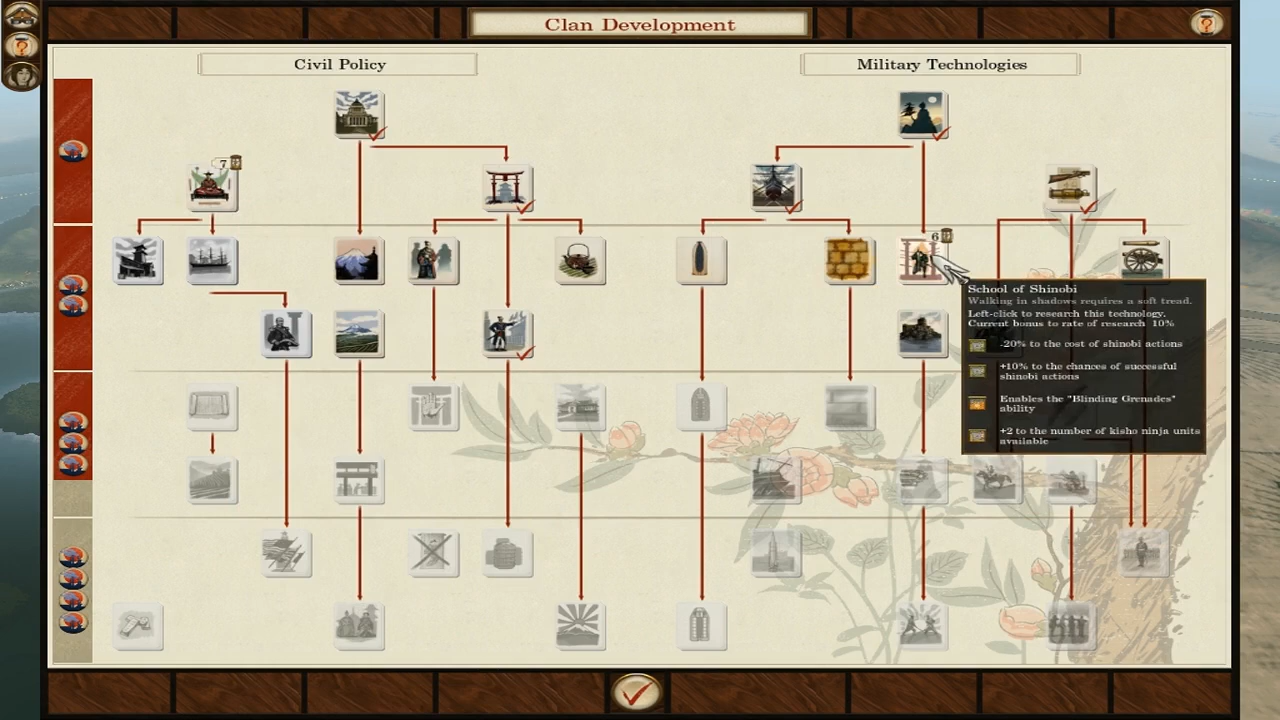 Clan Development
Civil Policy
Military Technologies
7
6
School of Shinobi
Walking in shadows requires a soft tread.
Left-click to research this technology.
Current bonus to rate of research 10%
-20% to the cost of shinobi actions
+10% to the chances of successful
shinobi actions
Enables the "Blinding Grenades"
ability
+2 to the number of kisho ninja units
available